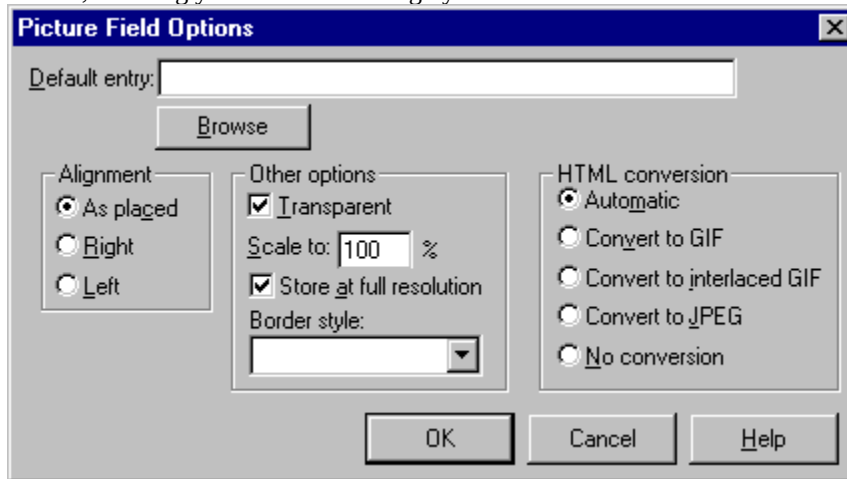 Picture Field Options
Default entry:
Browse
Alignment
As placed
Right
Left
Other options
Transparent
Scale to: 100 %
Store at full resolution
Border style:
HTML conversion
Automatic
Convert to GIF
Convert to interlaced GIF
Convert to JPEG
No conversion
OK Cancel Help